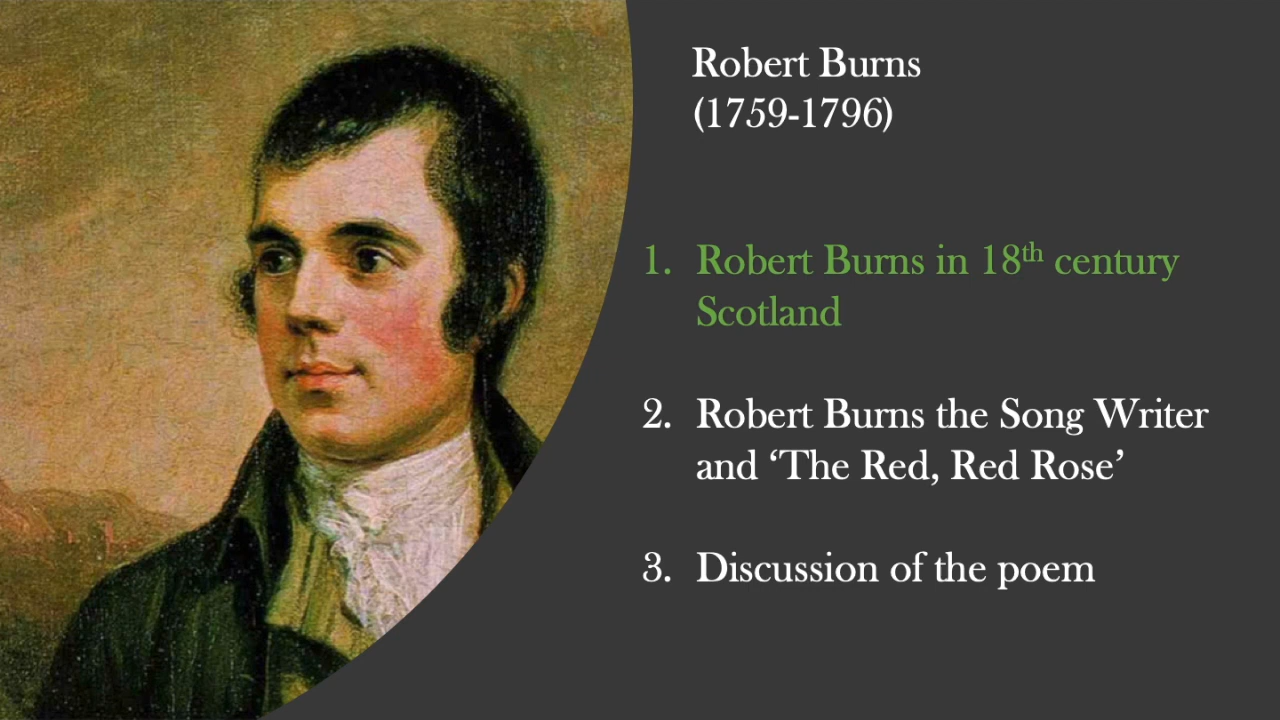 Robert Burns
(1759-1796)
1. Robert Burns in 18th century
Scotland
2. Robert Burns the Song Writer
and ‘The Red, Red Rose’
3. Discussion of the poem